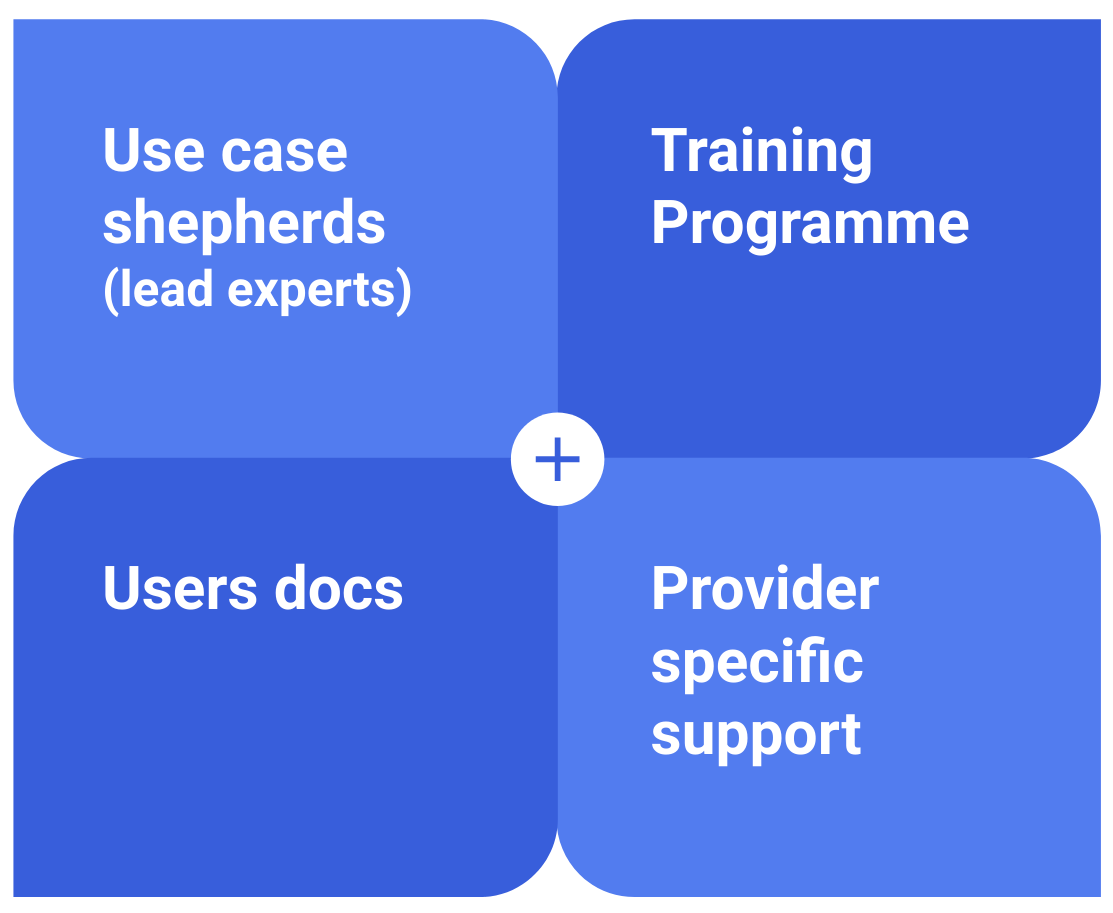 Use case
shepherds
(lead experts)
Training
Programme
+
Users docs
Provider
specific
support